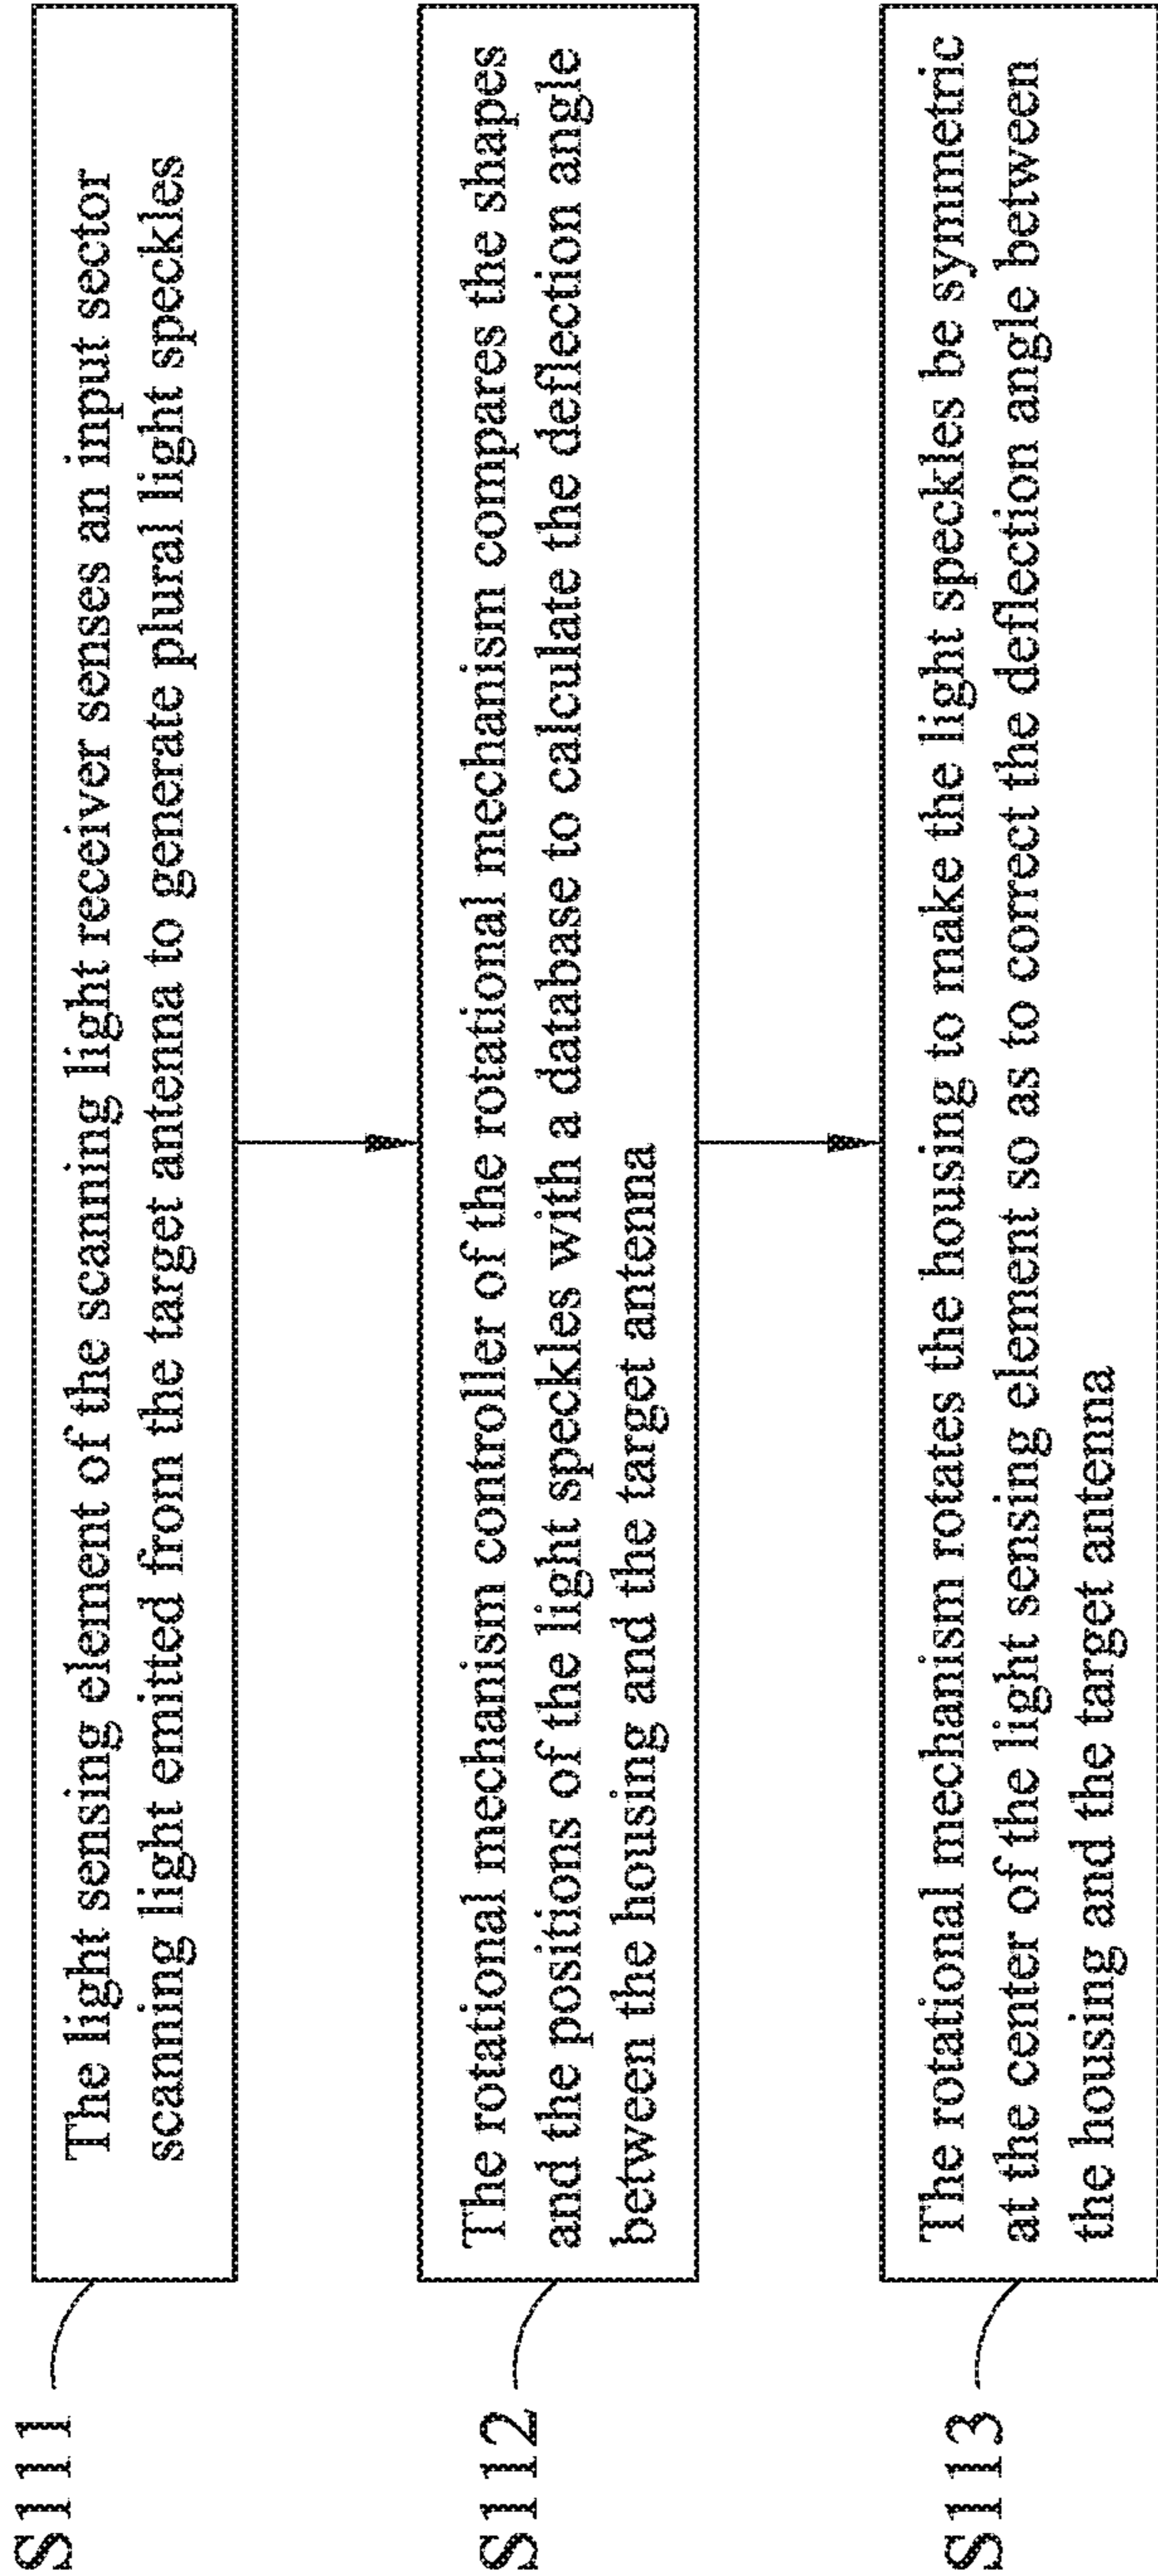 S111
The light sensing element of the scanning light receiver senses an input sector
scanning light emitted from the target antenna to generate plural light speckles
S112
The rotational mechanism controller of the rotational mechanism compares the shapes
and the positions of the light speckles with a database to calculate the deflection angle
between the housing and the target antenna
S113
The rotational mechanism rotates the housing to make the light speckles be symmetric
at the center of the light sensing element so as to correct the deflection angle between
the housing and the target antenna